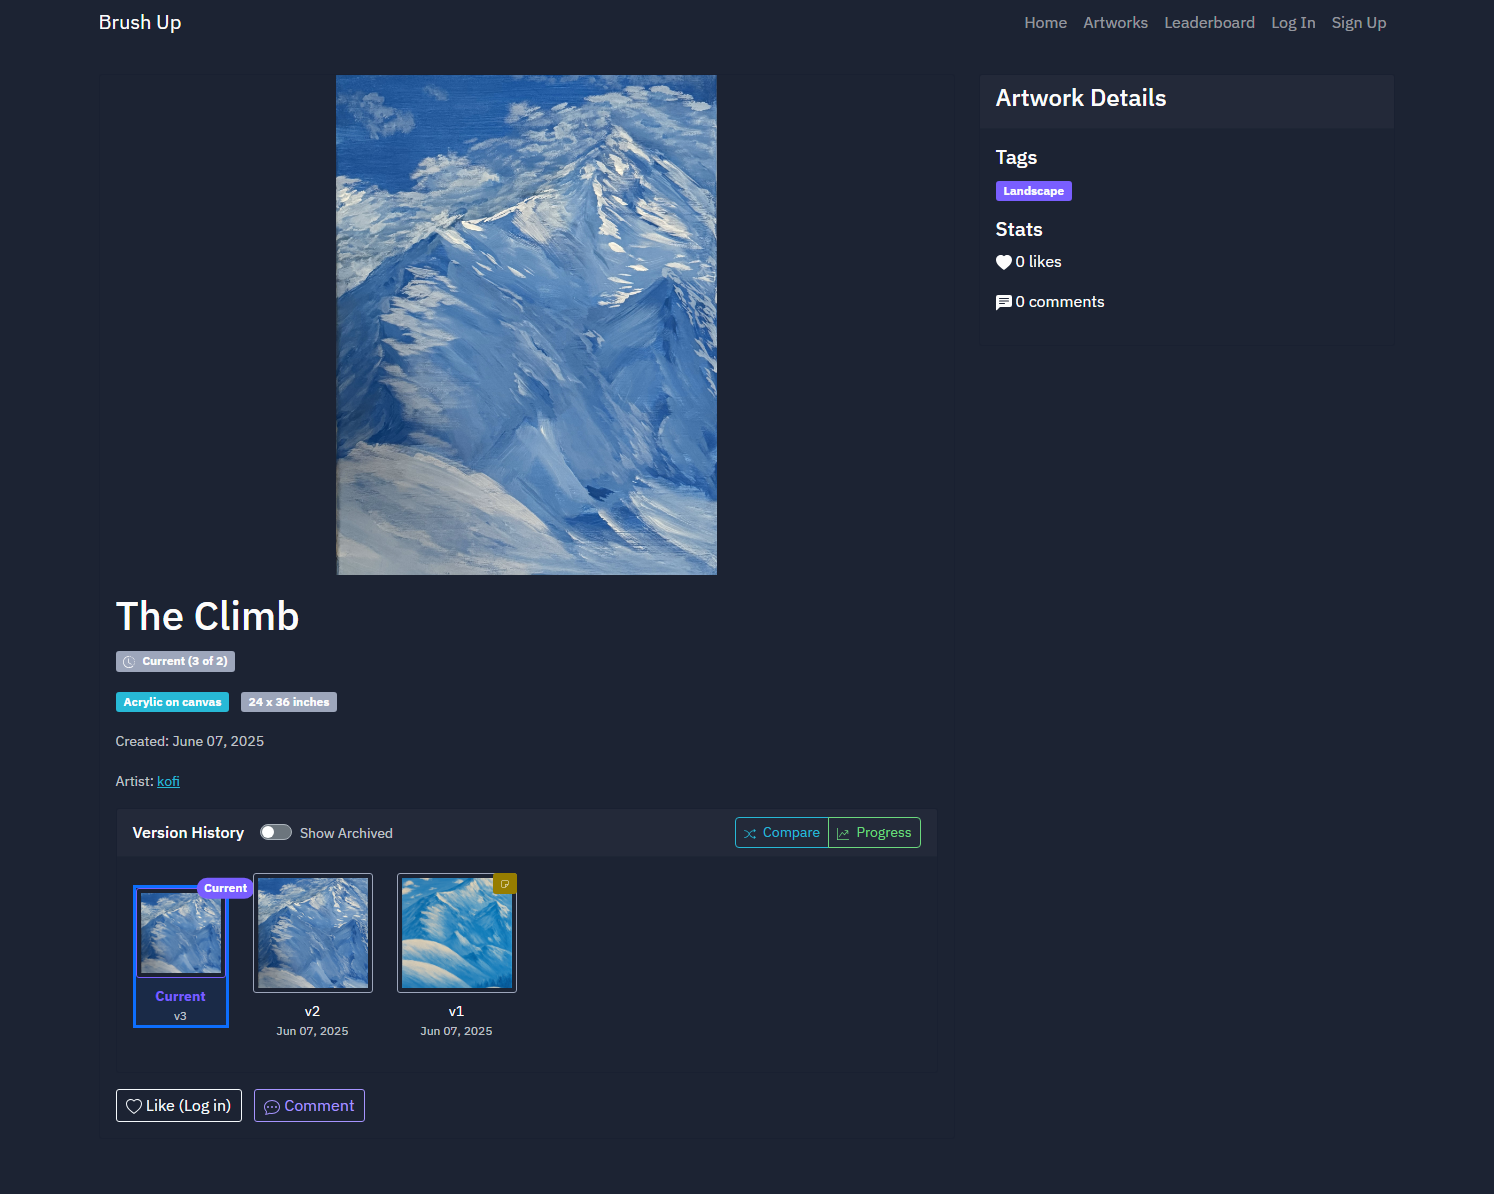 Brush Up
Home Artworks Leaderboard Log In Sign Up
Artwork Details
Tags
Landscape
Stats
0 likes
0 comments
The Climb
Current (3 of 2)
Acrylic on canvas 24 x 36 inches
Created: June 07, 2025
Artist: kofi
Version History Show Archived Compare Progress
Current
Current
v3
v2
Jun 07, 2025
v1
Jun 07, 2025
Like (Log in) Comment